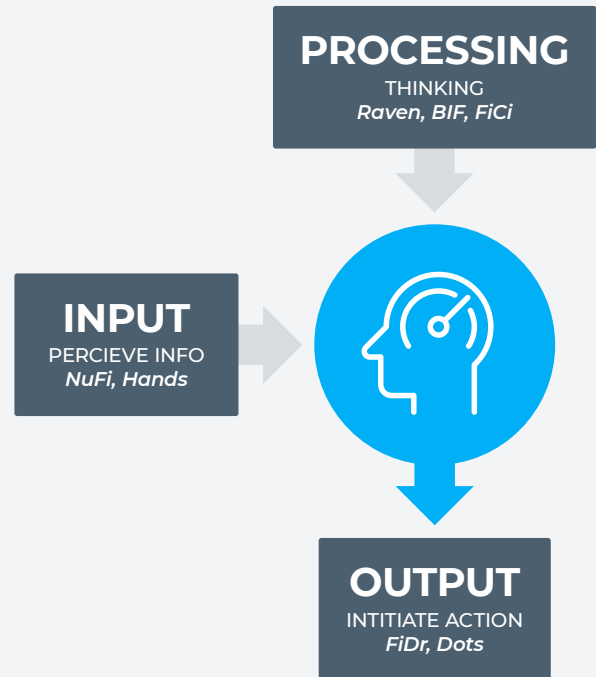 PROCESSING
THINKING
Raven, BIF, FiCi
INPUT
PERCIEVE INFO
NuFi, Hands
OUTPUT
INTITIATE ACTION
FiDr, Dots